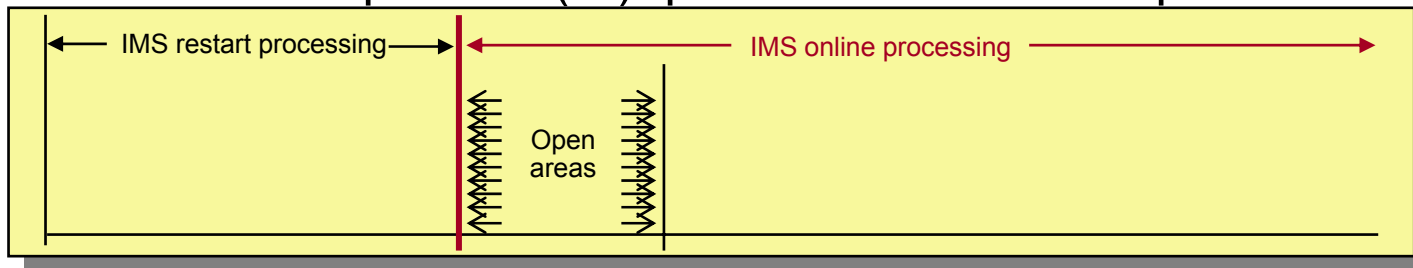 IMS restart processing
IMS online processing
Open
areas